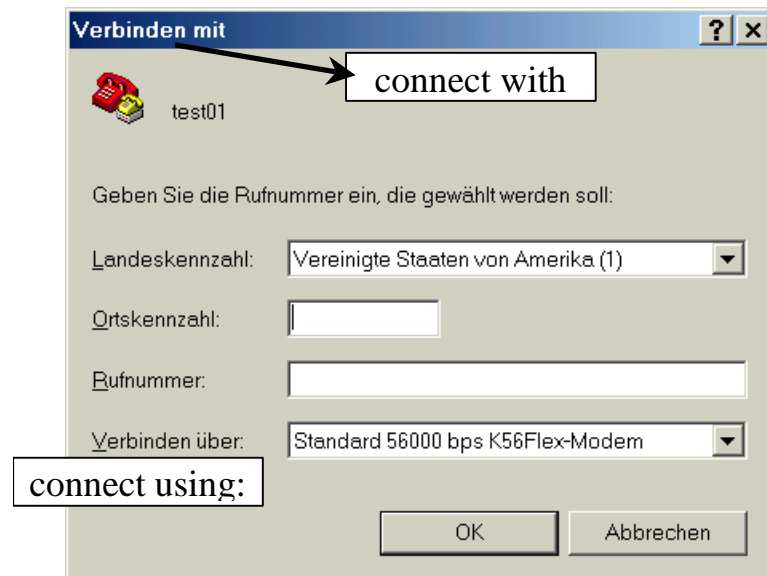 Verbinden mit
connect with
test01
Geben Sie die Rufnummer ein, die gewählt werden soll:
Landeskennzahl: Vereinigte Staaten von Amerika (1)
Ortskennzahl:
Rufnummer:
Verbinden über: Standard 56000 bps K56Flex-Modem
connect using:
OK Abbrechen